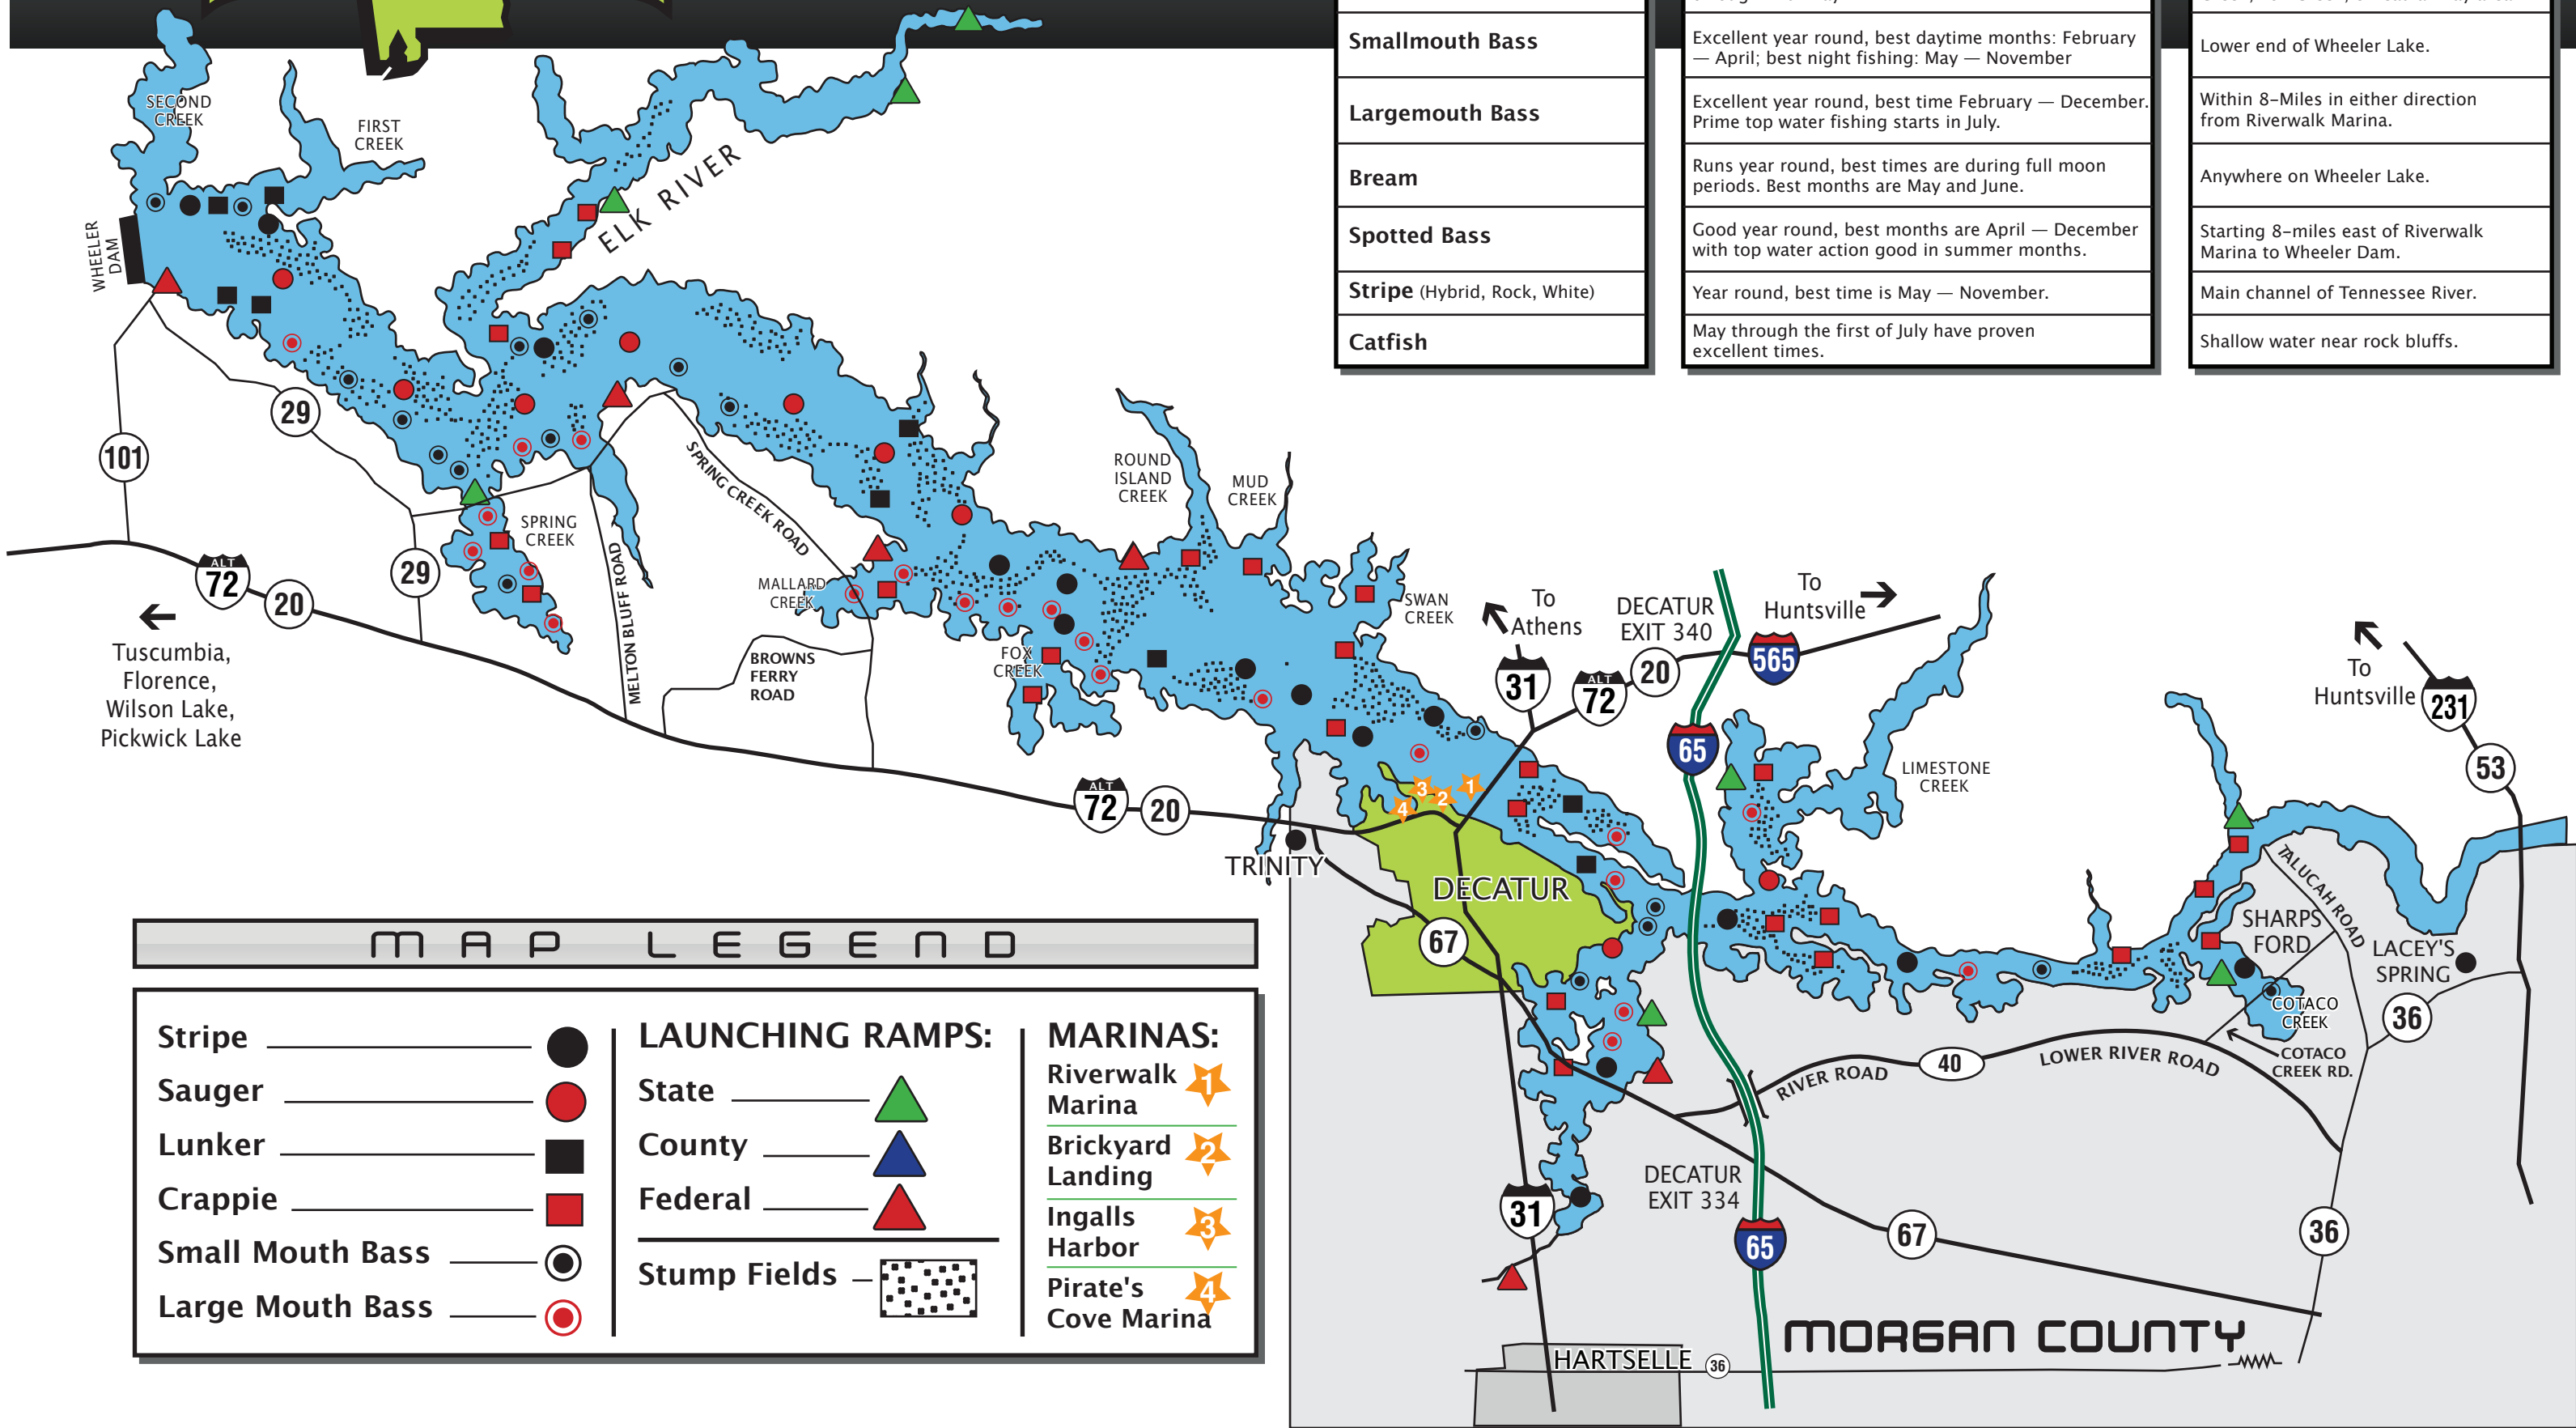 Smallmouth Bass
Excellent year round, best daytime months: February
— April; best night fishing: May — November
Lower end of Wheeler Lake.
Largemouth Bass
Excellent year round, best time February — December.
Prime top water fishing starts in July.
Within 8-Miles in either direction
from Riverwalk Marina.
Bream
Runs year round, best times are during full moon
periods. Best months are May and June.
Anywhere on Wheeler Lake.
Spotted Bass
Good year round, best months are April — December
with top water action good in summer months.
Starting 8-miles east of Riverwalk
Marina to Wheeler Dam.
Stripe (Hybrid, Rock, White)
Year round, best time is May — November.
Main channel of Tennessee River.
Catfish
May through the first of July have proven
excellent times.
Shallow water near rock bluffs.
SECOND
CREEK
FIRST
CREEK
WHEELER
DAM
ELK RIVER
29
101
ALT
72
20
29
Tuscumbia,
Florence,
Wilson Lake,
Pickwick Lake
SPRING
CREEK
MELTON BLUFF ROAD
SPRING CREEK ROAD
MALLARD
CREEK
BROWNS
FERRY
ROAD
FOX
CREEK
ROUND
ISLAND
CREEK
MUD
CREEK
SWAN
CREEK
To
Athens
31
ALT
72
20
DECATUR
EXIT 340
To
Huntsville
565
65
LIMESTONE
CREEK
To
Huntsville
231
53
ALT
72
20
TRINITY
3
2
1
4
DECATUR
67
TALUCAH ROAD
SHARPS
FORD
LACEY'S
SPRING
COTACO
CREEK
36
COTACO
CREEK RD.
RIVER ROAD
40
LOWER RIVER ROAD
DECATUR
EXIT 334
31
65
67
36
MORGAN COUNTY
HARTSELLE
36
MAP LEGEND
Stripe
Sauger
Lunker
Crappie
Small Mouth Bass
Large Mouth Bass
LAUNCHING RAMPS:
State
County
Federal
Stump Fields
MARINAS:
Riverwalk
Marina
1
Brickyard
Landing
2
Ingalls
Harbor
3
Pirate's
Cove Marina
4